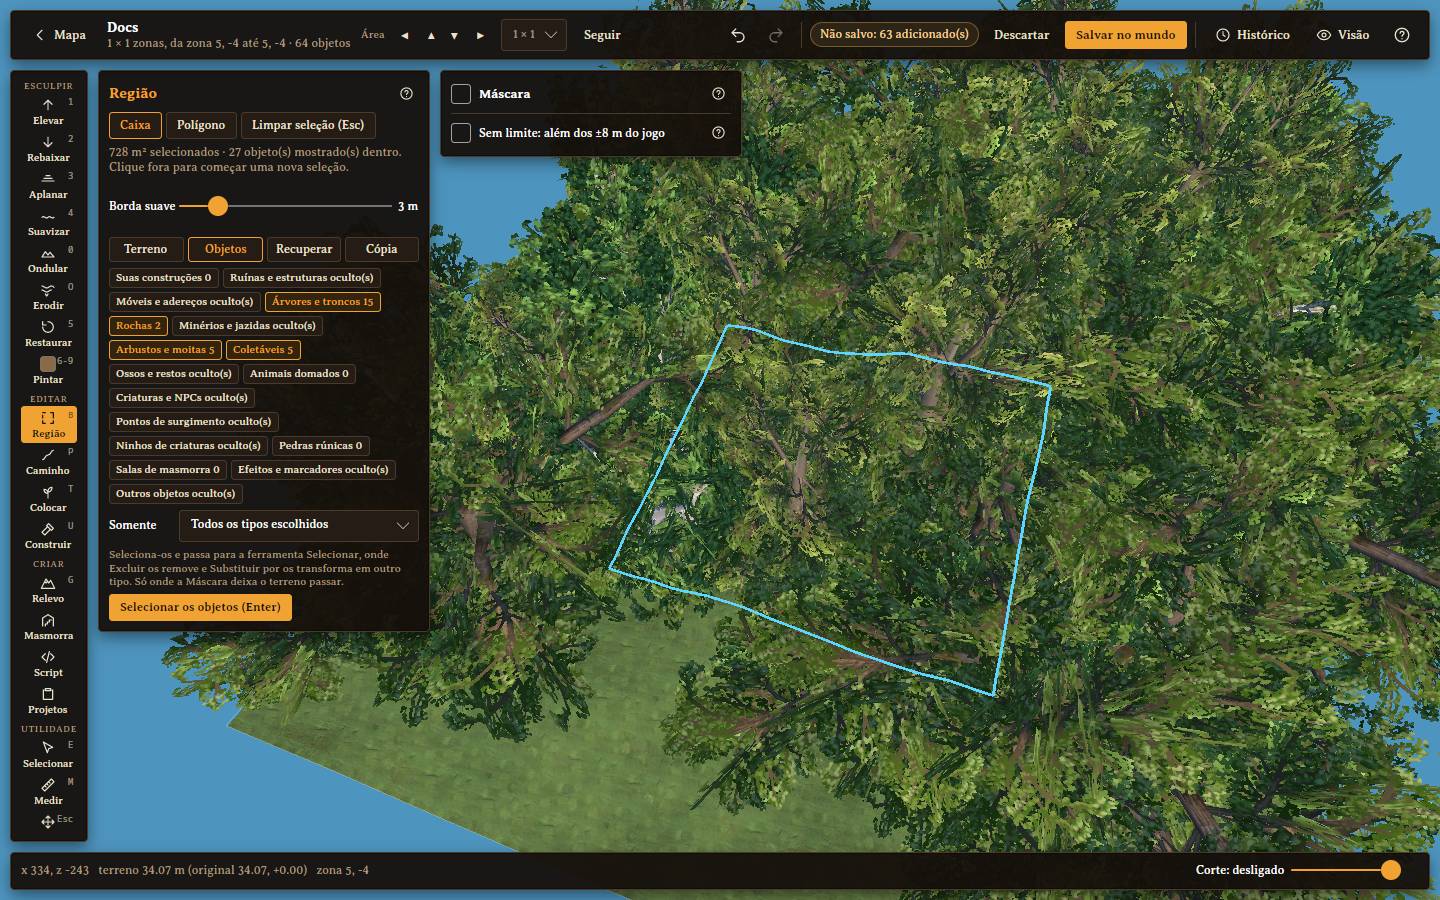 Mapa
Docs
1 × 1 zonas, da zona 5, -4 até 5, -4 · 64 objetos
Área
1 × 1
Seguir
Não salvo: 63 adicionado(s)
Descartar
Salvar no mundo
Histórico
Visão
ESCULPIR
1
Elevar
2
Rebaixar
3
Aplanar
4
Suavizar
0
Ondular
O
Erodir
5
Restaurar
6-9
Pintar
EDITAR
B
Região
P
Caminho
T
Colocar
U
Construir
CRIAR
G
Relevo
Masmorra
Script
Projetos
UTILIDADE
E
Selecionar
M
Medir
Esc
Região
Caixa
Polígono
Limpar seleção (Esc)
728 m² selecionados · 27 objeto(s) mostrado(s) dentro.
Clique fora para começar uma nova seleção.
Borda suave
3 m
Terreno
Objetos
Recuperar
Cópia
Suas construções 0
Ruínas e estruturas oculto(s)
Móveis e adereços oculto(s)
Árvores e troncos 15
Rochas 2
Minérios e jazidas oculto(s)
Arbustos e moitas 5
Coletáveis 5
Ossos e restos oculto(s)
Animais domados 0
Criaturas e NPCs oculto(s)
Pontos de surgimento oculto(s)
Ninhos de criaturas oculto(s)
Pedras rúnicas 0
Salas de masmorra 0
Efeitos e marcadores oculto(s)
Outros objetos oculto(s)
Somente
Todos os tipos escolhidos
Seleciona-os e passa para a ferramenta Selecionar, onde
Excluir os remove e Substituir por os transforma em outro
tipo. Só onde a Máscara deixa o terreno passar.
Selecionar os objetos (Enter)
Máscara
Sem limite: além dos ±8 m do jogo
x 334, z -243 terreno 34.07 m (original 34.07, +0.00) zona 5, -4
Corte: desligado